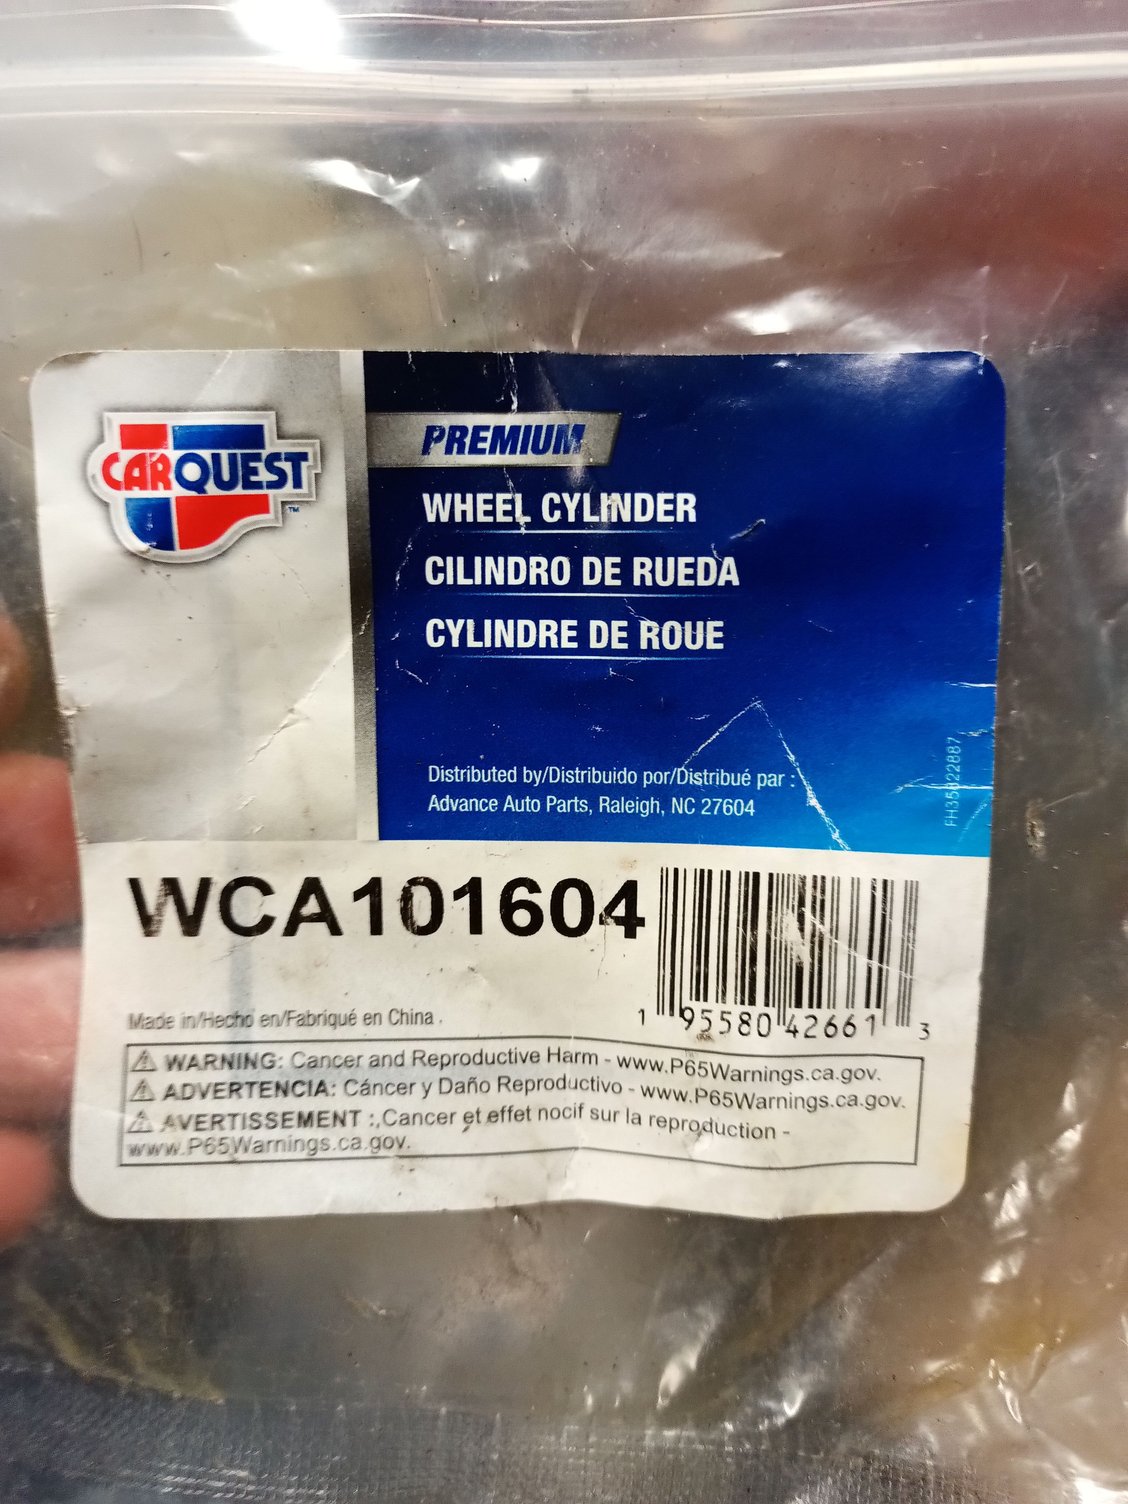 CARQUEST
TM
PREMIUM
WHEEL CYLINDER
CILINDRO DE RUEDA
CYLINDRE DE ROUE
Distributed by/Distribuido por/Distribué par :
Advance Auto Parts, Raleigh, NC 27604
FH35822887
WCA101604
1 95580 42661 3
Made in/Hecho en/Fabriqué en China .
⚠ WARNING: Cancer and Reproductive Harm - www.P65Warnings.ca.gov.
⚠ ADVERTENCIA: Cáncer y Daño Reproductivo - www.P65Warnings.ca.gov.
⚠ AVERTISSEMENT :,Cancer et effet nocif sur la reproduction -
www.P65Warnings.ca.gov.